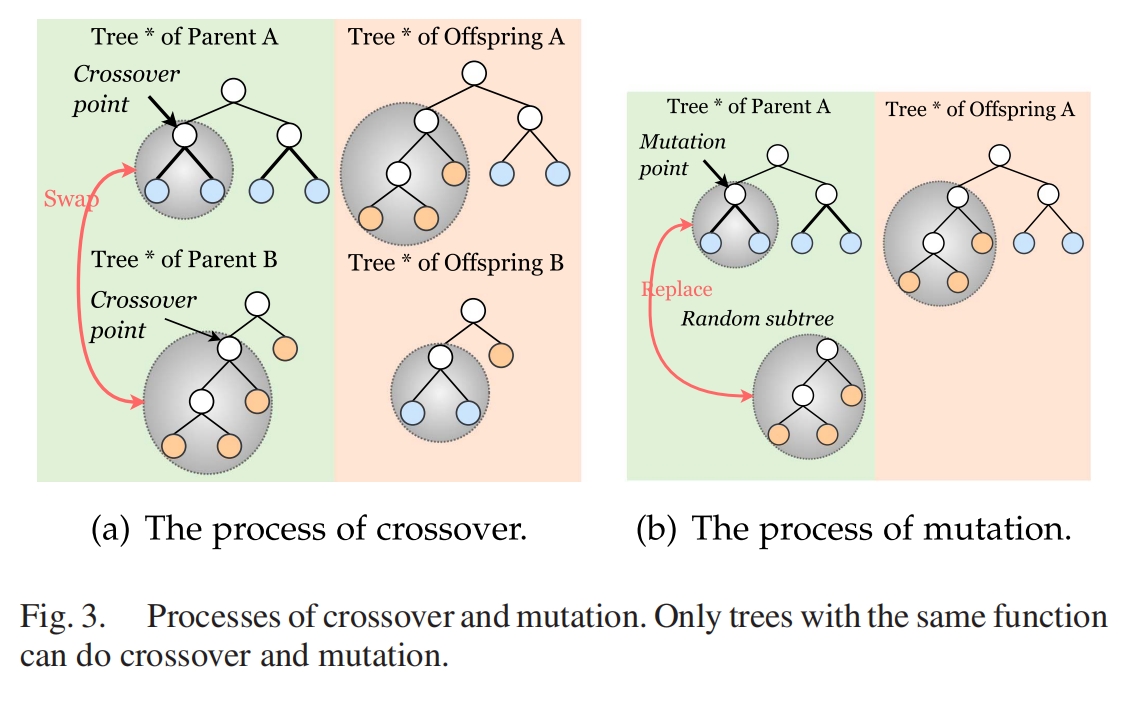 Tree * of Parent A
Crossover
point
Swap
Tree * of Parent B
Crossover
point
Tree * of Offspring A
Tree * of Offspring B
(a) The process of crossover.
Tree * of Parent A
Mutation
point
Replace
Random subtree
Tree * of Offspring A
(b) The process of mutation.
Fig. 3. Processes of crossover and mutation. Only trees with the same function
can do crossover and mutation.